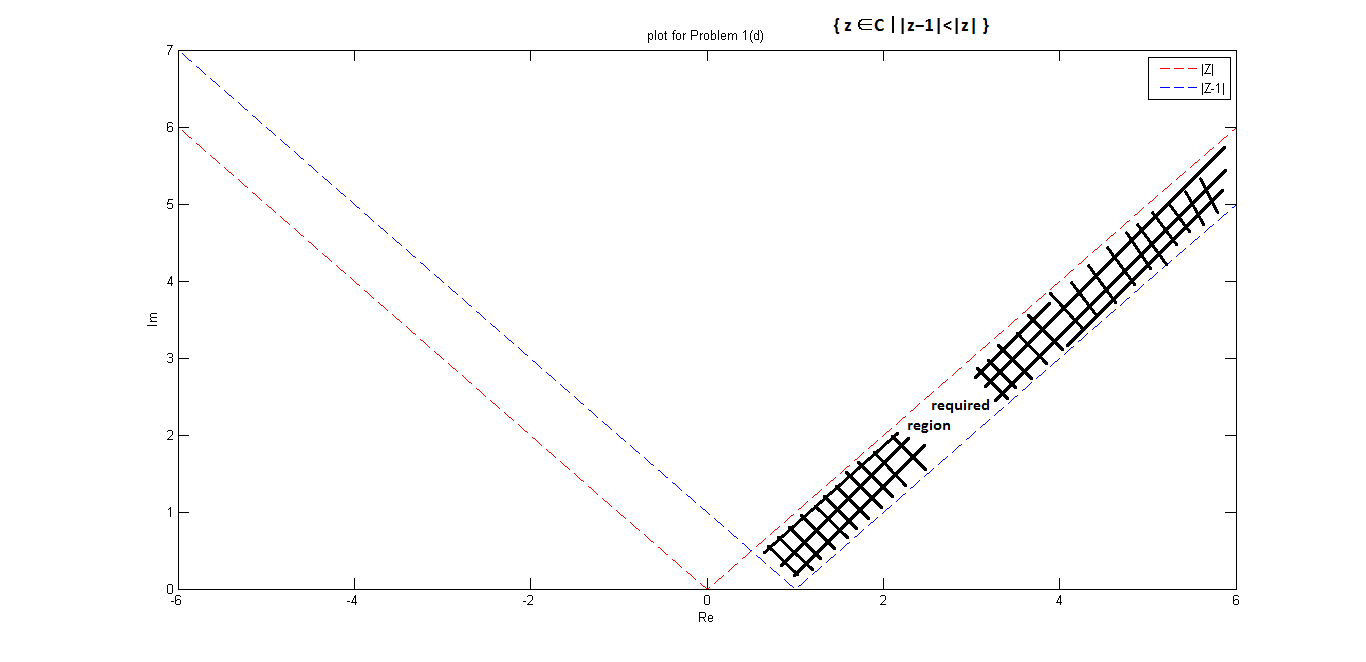 { z ∈C | |z−1|<|z| }
plot for Problem 1(d)
|Z|
|Z-1|
7
6
5
4
3
2
1
0
Im
required
region
-6 -4 -2 0 2 4 6
Re